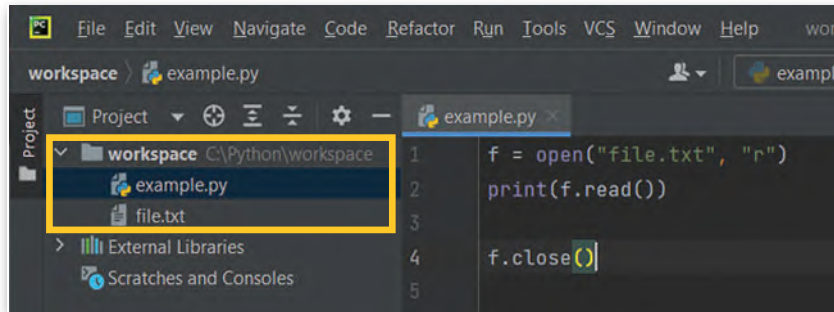 PC File Edit View Navigate Code Refactor Run Tools VCS Window Help
workspace example.py
Project
Project
example.py
workspace C:\Python\workspace
example.py
file.txt
External Libraries
Scratches and Consoles
1 f = open("file.txt", "r")
2 print(f.read())
3
4 f.close()
5